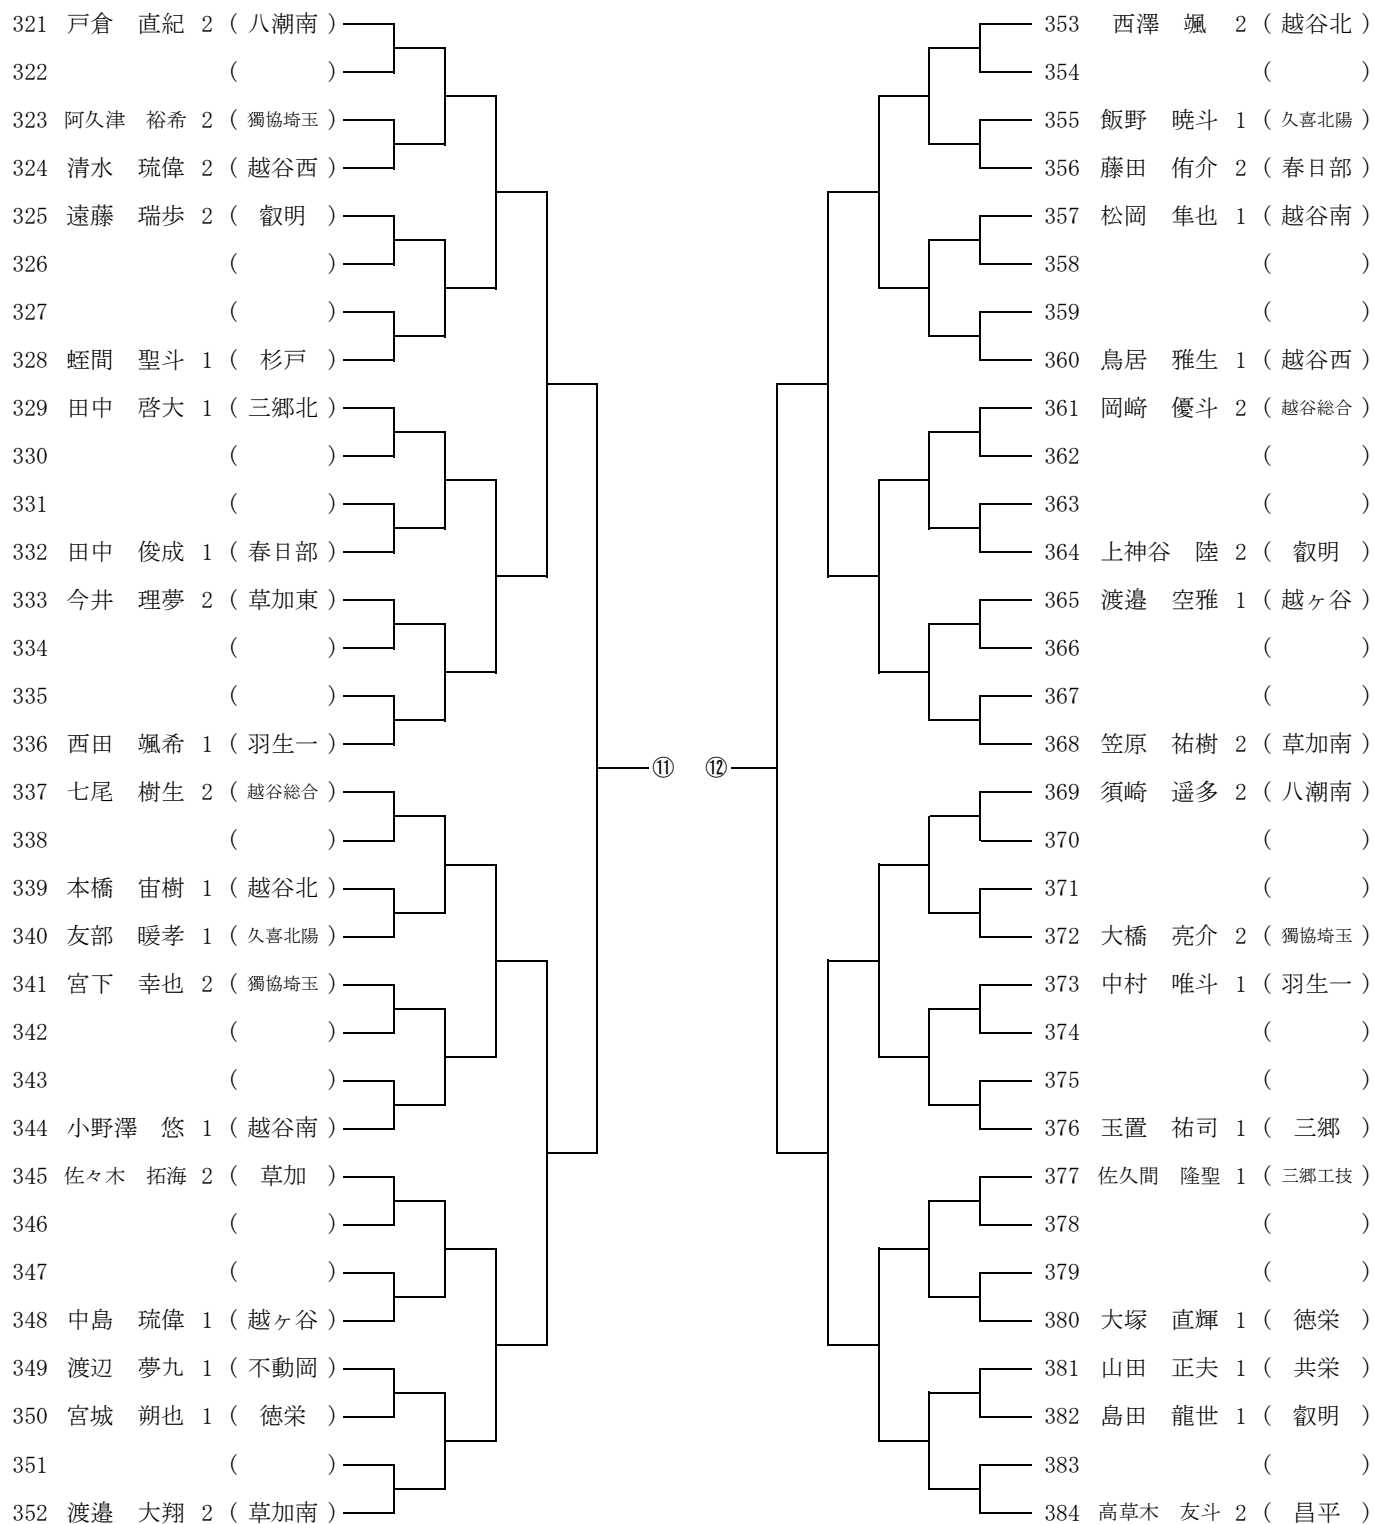 321 戸倉 直紀 2 ( 八潮南 )
322 ( )
323 阿久津 裕希 2 ( 獨協埼玉 )
324 清水 琉偉 2 ( 越谷西 )
325 遠藤 瑞歩 2 ( 叡明 )
326 ( )
327 ( )
328 蛭間 聖斗 1 ( 杉戸 )
329 田中 啓大 1 ( 三郷北 )
330 ( )
331 ( )
332 田中 俊成 1 ( 春日部 )
333 今井 理夢 2 ( 草加東 )
334 ( )
335 ( )
336 西田 颯希 1 ( 羽生一 )
337 七尾 樹生 2 ( 越谷総合 )
338 ( )
339 本橋 宙樹 1 ( 越谷北 )
340 友部 暖孝 1 ( 久喜北陽 )
341 宮下 幸也 2 ( 獨協埼玉 )
342 ( )
343 ( )
344 小野澤 悠 1 ( 越谷南 )
345 佐々木 拓海 2 ( 草加 )
346 ( )
347 ( )
348 中島 琉偉 1 ( 越ヶ谷 )
349 渡辺 夢九 1 ( 不動岡 )
350 宮城 朔也 1 ( 徳栄 )
351 ( )
352 渡邉 大翔 2 ( 草加南 )
⑪ ⑫
353 西澤 颯 2 ( 越谷北 )
354 ( )
355 飯野 暁斗 1 ( 久喜北陽 )
356 藤田 侑介 2 ( 春日部 )
357 松岡 隼也 1 ( 越谷南 )
358 ( )
359 ( )
360 鳥居 雅生 1 ( 越谷西 )
361 岡﨑 優斗 2 ( 越谷総合 )
362 ( )
363 ( )
364 上神谷 陸 2 ( 叡明 )
365 渡邉 空雅 1 ( 越ヶ谷 )
366 ( )
367 ( )
368 笠原 祐樹 2 ( 草加南 )
369 須崎 遥多 2 ( 八潮南 )
370 ( )
371 ( )
372 大橋 亮介 2 ( 獨協埼玉 )
373 中村 唯斗 1 ( 羽生一 )
374 ( )
375 ( )
376 玉置 祐司 1 ( 三郷 )
377 佐久間 隆聖 1 ( 三郷工技 )
378 ( )
379 ( )
380 大塚 直輝 1 ( 徳栄 )
381 山田 正夫 1 ( 共栄 )
382 島田 龍世 1 ( 叡明 )
383 ( )
384 高草木 友斗 2 ( 昌平 )